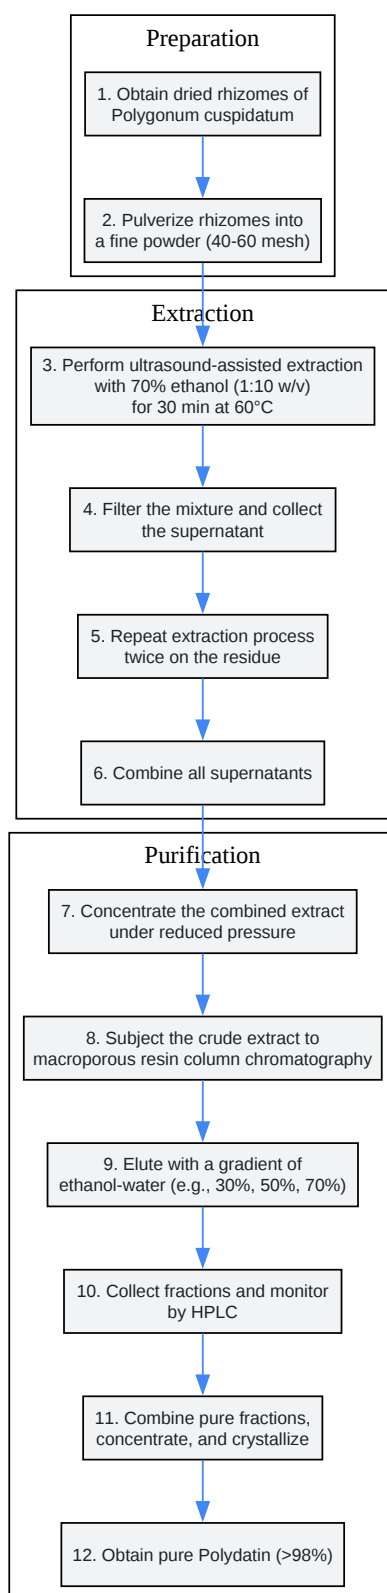 Preparation
1. Obtain dried rhizomes of
Polygonum cuspidatum
2. Pulverize rhizomes into
a fine powder (40-60 mesh)
Extraction
3. Perform ultrasound-assisted extraction
with 70% ethanol (1:10 w/v)
for 30 min at 60°C
4. Filter the mixture and collect
the supernatant
5. Repeat extraction process
twice on the residue
6. Combine all supernatants
Purification
7. Concentrate the combined extract
under reduced pressure
8. Subject the crude extract to
macroporous resin column chromatography
9. Elute with a gradient of
ethanol-water (e.g., 30%, 50%, 70%)
10. Collect fractions and monitor
by HPLC
11. Combine pure fractions,
concentrate, and crystallize
12. Obtain pure Polydatin (>98%)